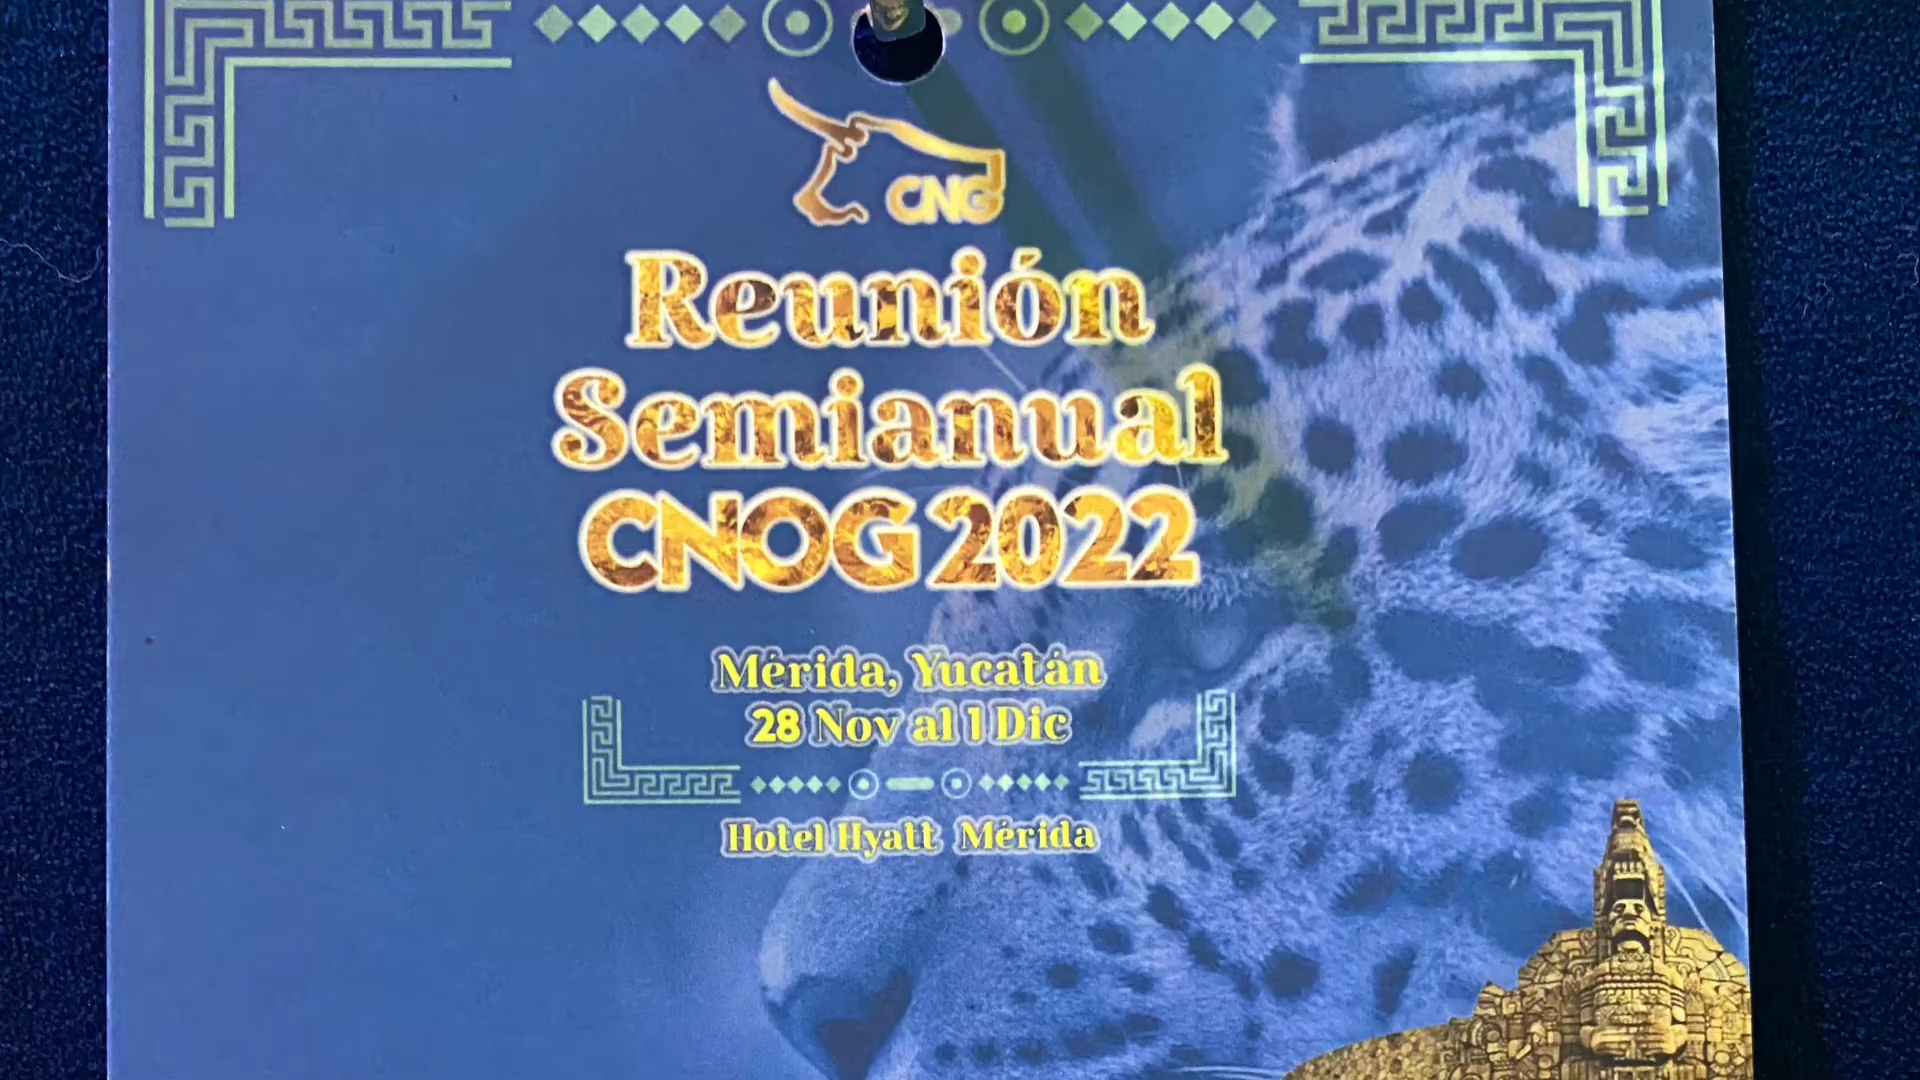 CNG
Reunión
Semianual
CNOG 2022
Mérida, Yucatán
28 Nov al 1 Dic
Hotel Hyatt Mérida